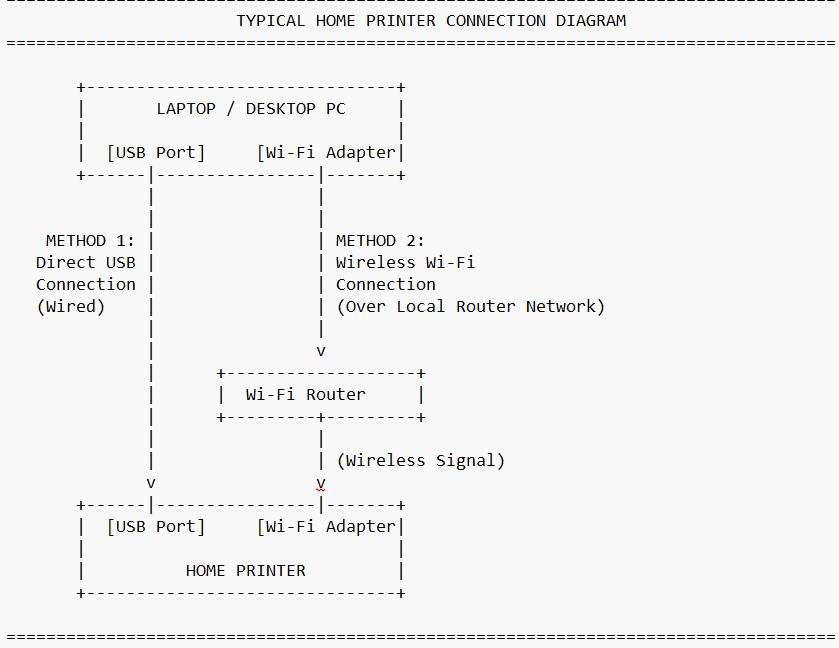 TYPICAL HOME PRINTER CONNECTION DIAGRAM
LAPTOP / DESKTOP PC
[USB Port] [Wi-Fi Adapter]
METHOD 1:
Direct USB
Connection
(Wired)
METHOD 2:
Wireless Wi-Fi
Connection
(Over Local Router Network)
v
Wi-Fi Router
(Wireless Signal)
v v
[USB Port] [Wi-Fi Adapter]
HOME PRINTER